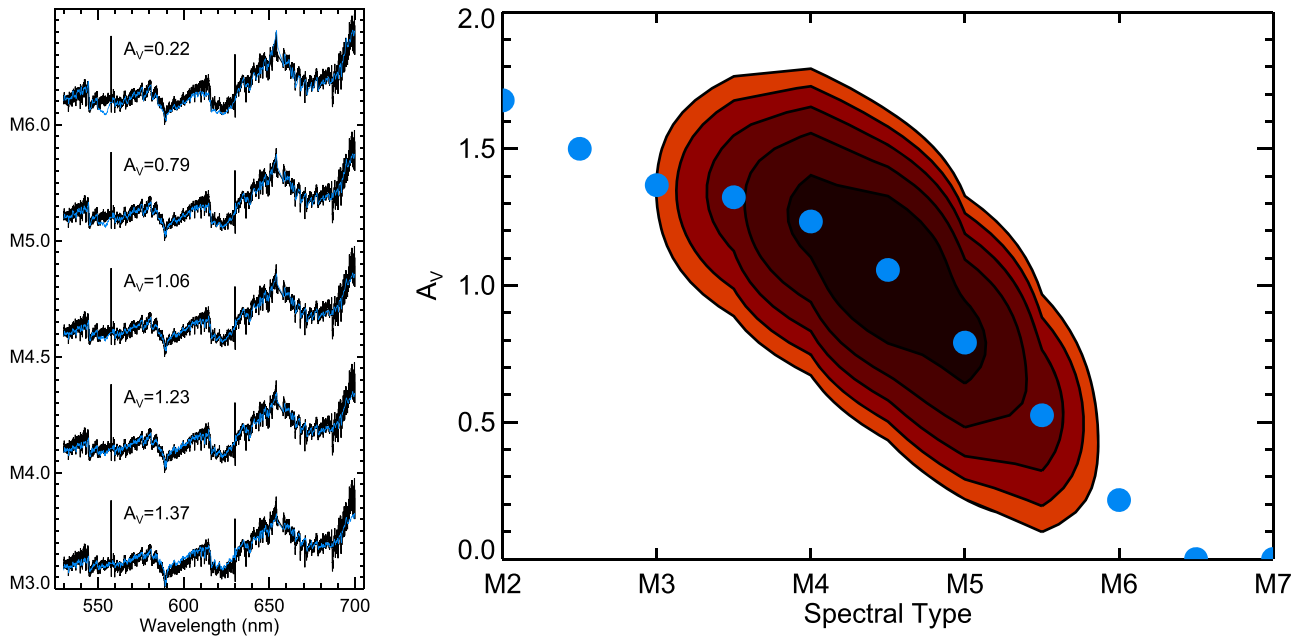 A_V=0.22
M6.0
A_V=0.79
M5.0
A_V=1.06
M4.5
A_V=1.23
M4.0
A_V=1.37
M3.0
550 600 650 700
Wavelength (nm)
2.0
1.5
1.0
0.5
0.0
A_V
M2 M3 M4 M5 M6 M7
Spectral Type